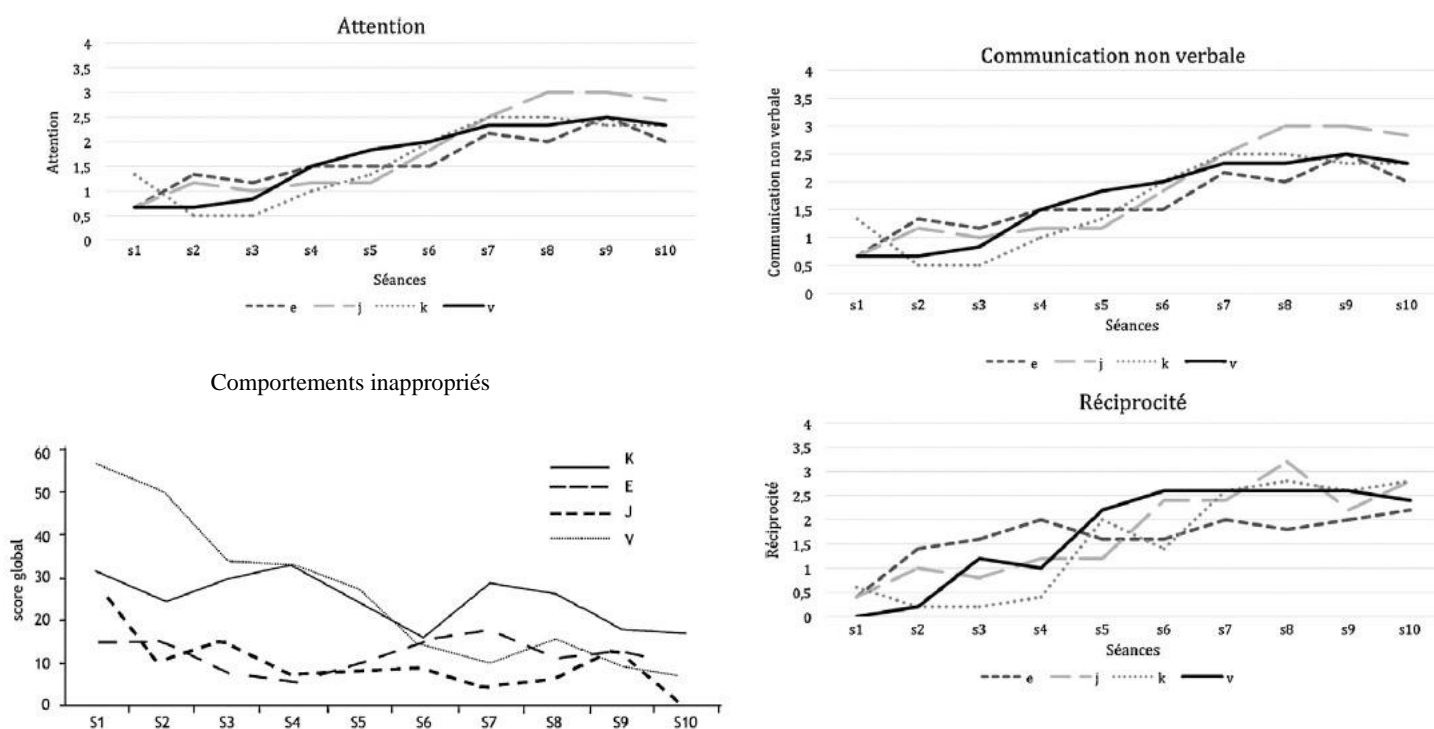 Attention
4
3,5
3
2,5
2
1,5
1
0,5
0
Attention
s1 s2 s3 s4 s5 s6 s7 s8 s9 s10
Séances
e j k v
Communication non verbale
4
3,5
3
2,5
2
1,5
1
0,5
0
Communication non verbale
s1 s2 s3 s4 s5 s6 s7 s8 s9 s10
Séances
e j k v
Comportements inappropriés
60
50
40
30
20
10
0
score global
K
E
J
V
S1 S2 S3 S4 S5 S6 S7 S8 S9 S10
Réciprocité
4
3,5
3
2,5
2
1,5
1
0,5
0
Réciprocité
s1 s2 s3 s4 s5 s6 s7 s8 s9 s10
Séances
e j k v